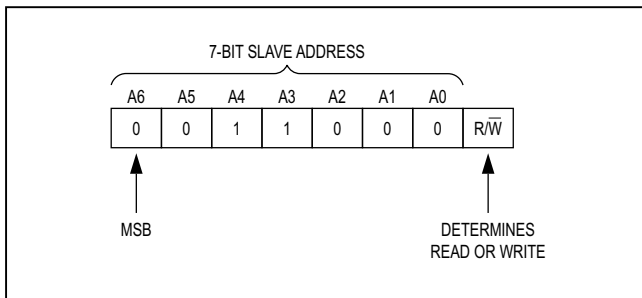 7-BIT SLAVE ADDRESS
A6 A5 A4 A3 A2 A1 A0
0 0 1 1 0 0 0 R/W̅
MSB
DETERMINES
READ OR WRITE